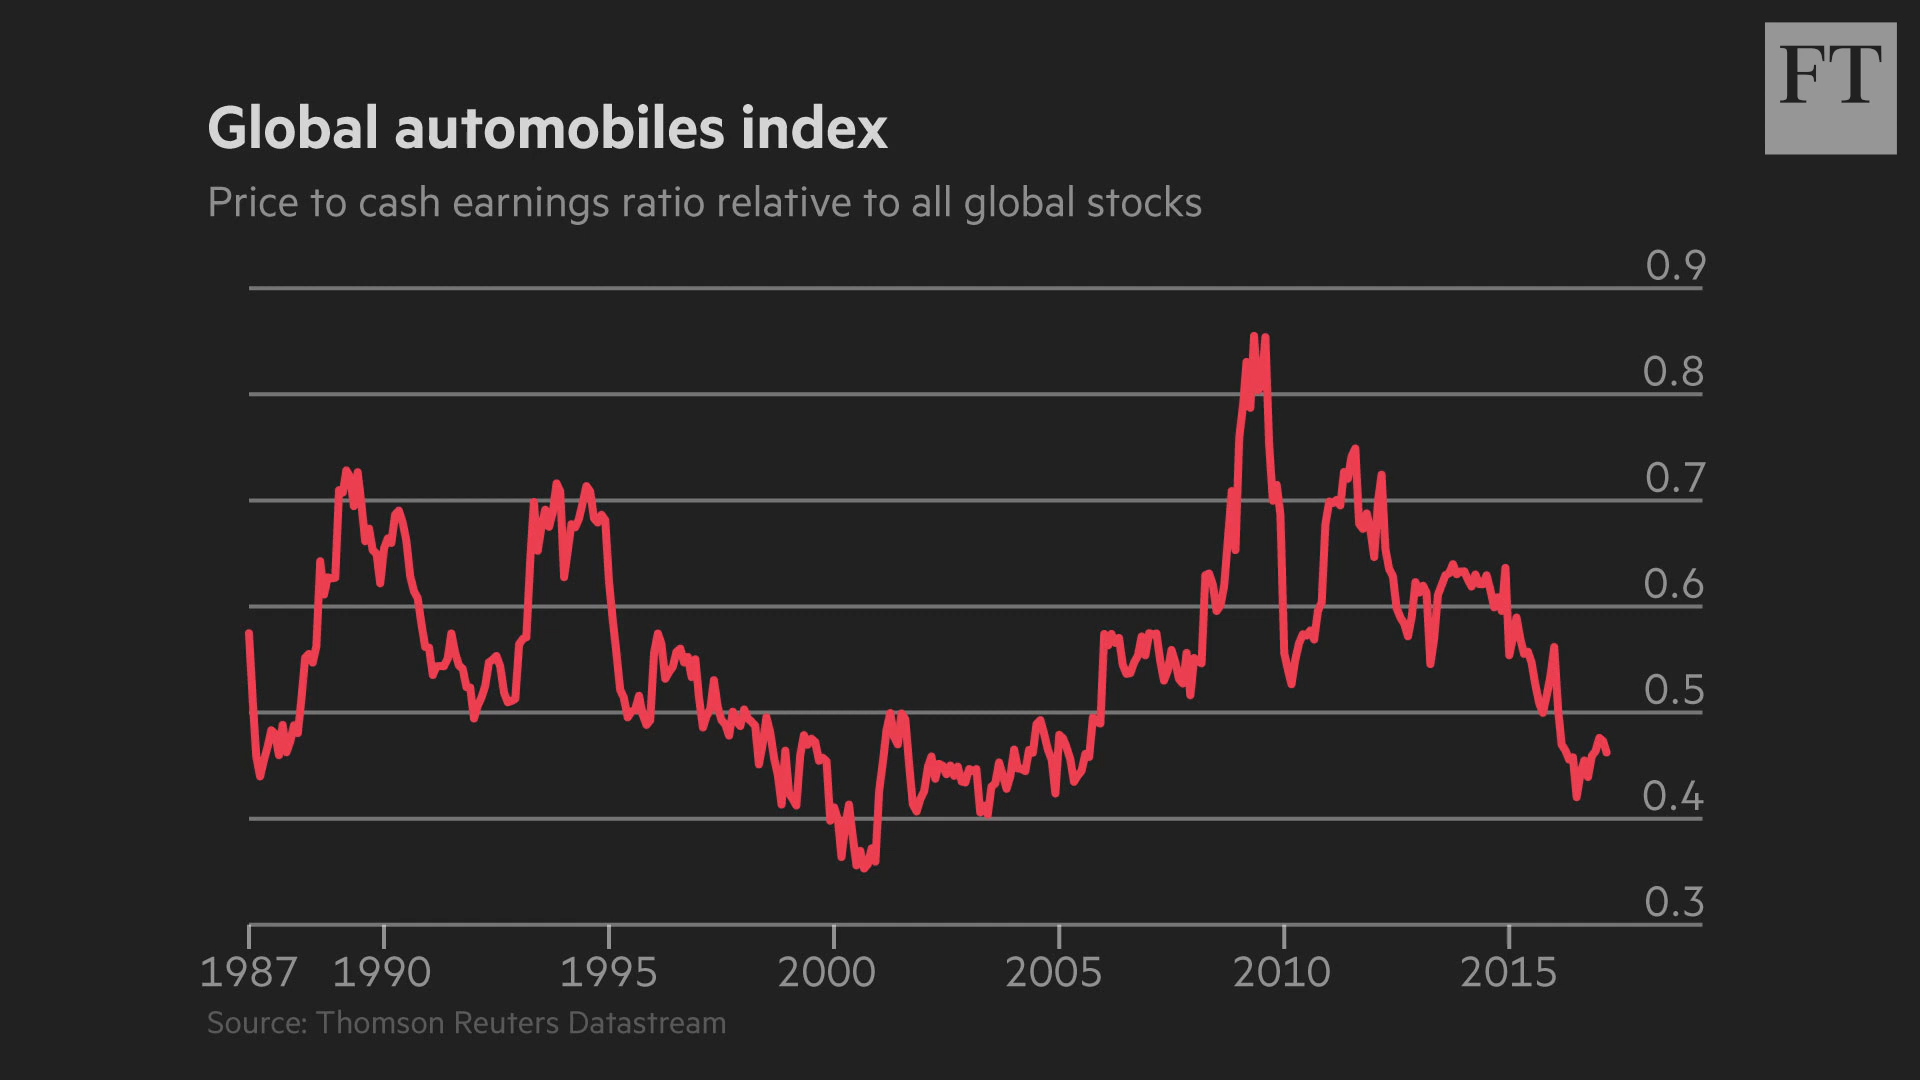 FT
Global automobiles index
Price to cash earnings ratio relative to all global stocks
0.9
0.8
0.7
0.6
0.5
0.4
0.3
1987 1990 1995 2000 2005 2010 2015
Source: Thomson Reuters Datastream